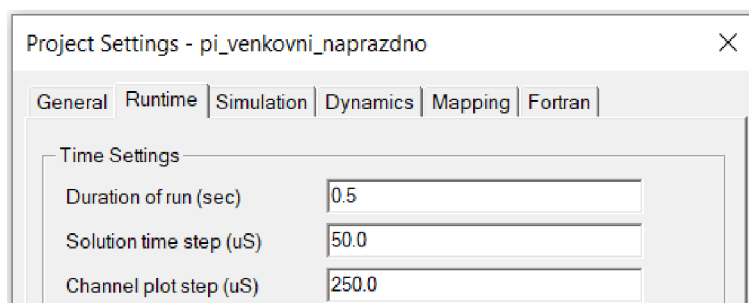 Project Settings - pi_venkovni_naprazdno
General Runtime Simulation Dynamics Mapping Fortran
Time Settings
Duration of run (sec) 0.5
Solution time step (uS) 50.0
Channel plot step (uS) 250.0